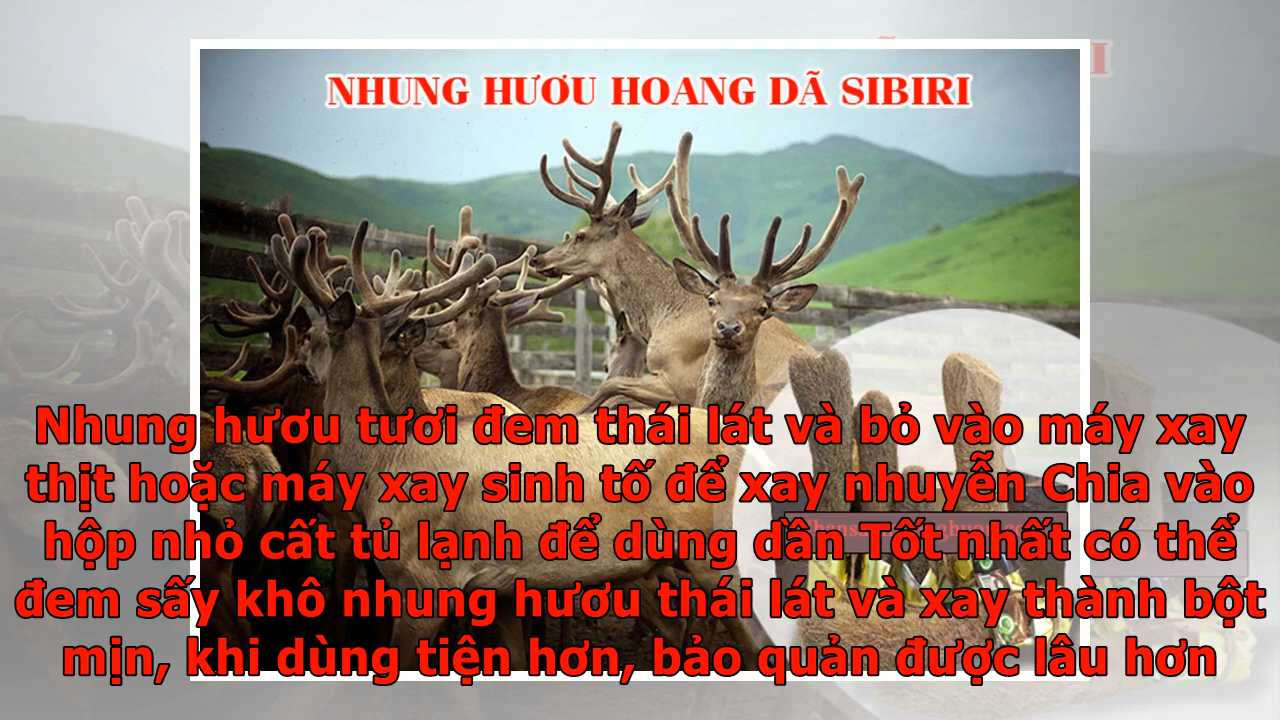 NHUNG HƯƠU HOANG DÃ SIBIRI
Nhung hươu tươi đem thái lát và bỏ vào máy xay
thịt hoặc máy xay sinh tố để xay nhuyễn Chia vào
hộp nhỏ cất tủ lạnh để dùng dần Tốt nhất có thể
đem sấy khô nhung hươu thái lát và xay thành bột
mịn, khi dùng tiện hơn, bảo quản được lâu hơn